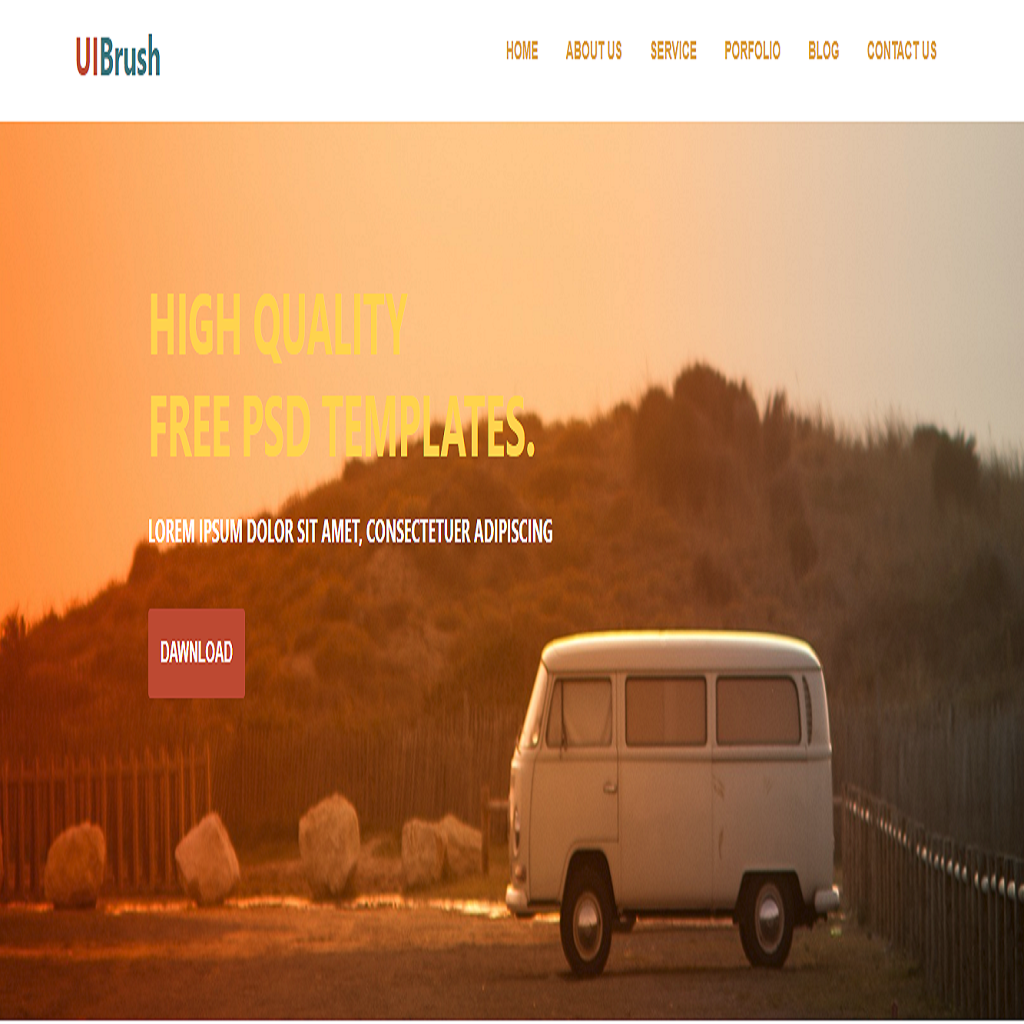 UIBrush
HOME ABOUT US SERVICE PORFOLIO BLOG CONTACT US
HIGH QUALITY
FREE PSD TEMPLATES.
LOREM IPSUM DOLOR SIT AMET, CONSECTETUER ADIPISCING
DAWNLOAD